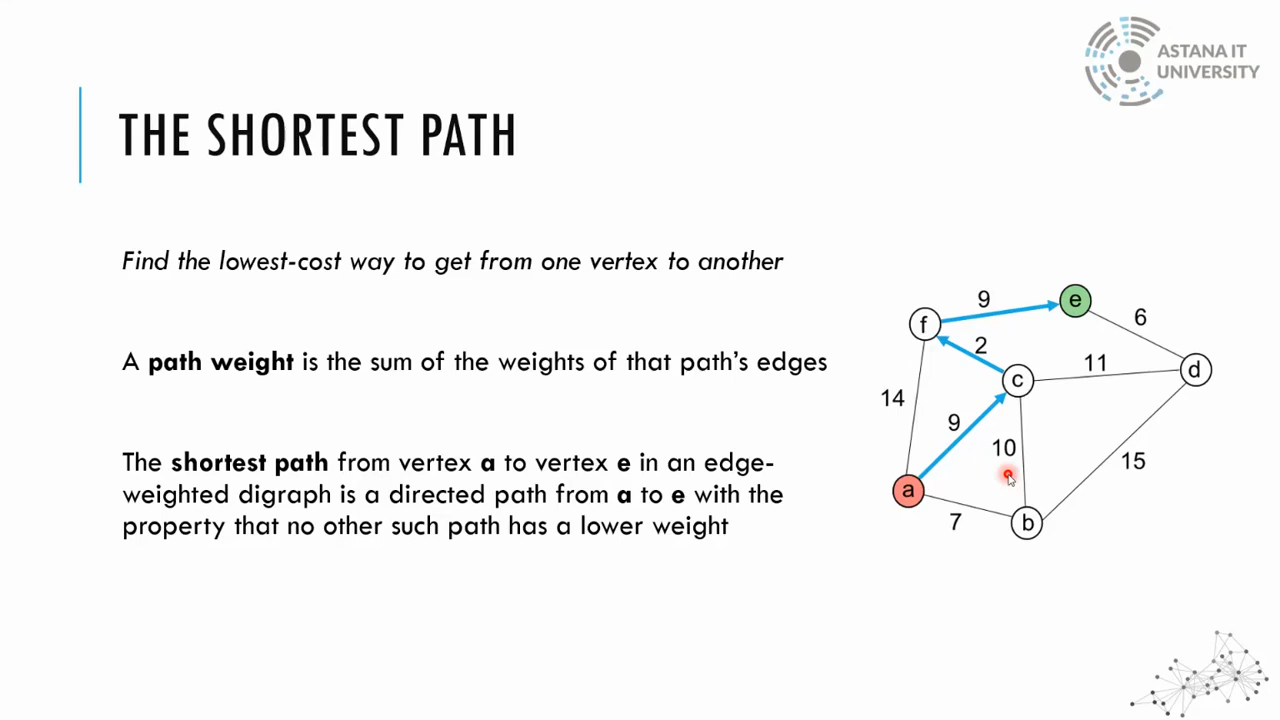 ASTANA IT
UNIVERSITY
THE SHORTEST PATH
Find the lowest-cost way to get from one vertex to another
A path weight is the sum of the weights of that path's edges
The shortest path from vertex a to vertex e in an edge-
weighted digraph is a directed path from a to e with the
property that no other such path has a lower weight
9
e
f
6
2
c
11
d
14
9
10
15
a
7
b